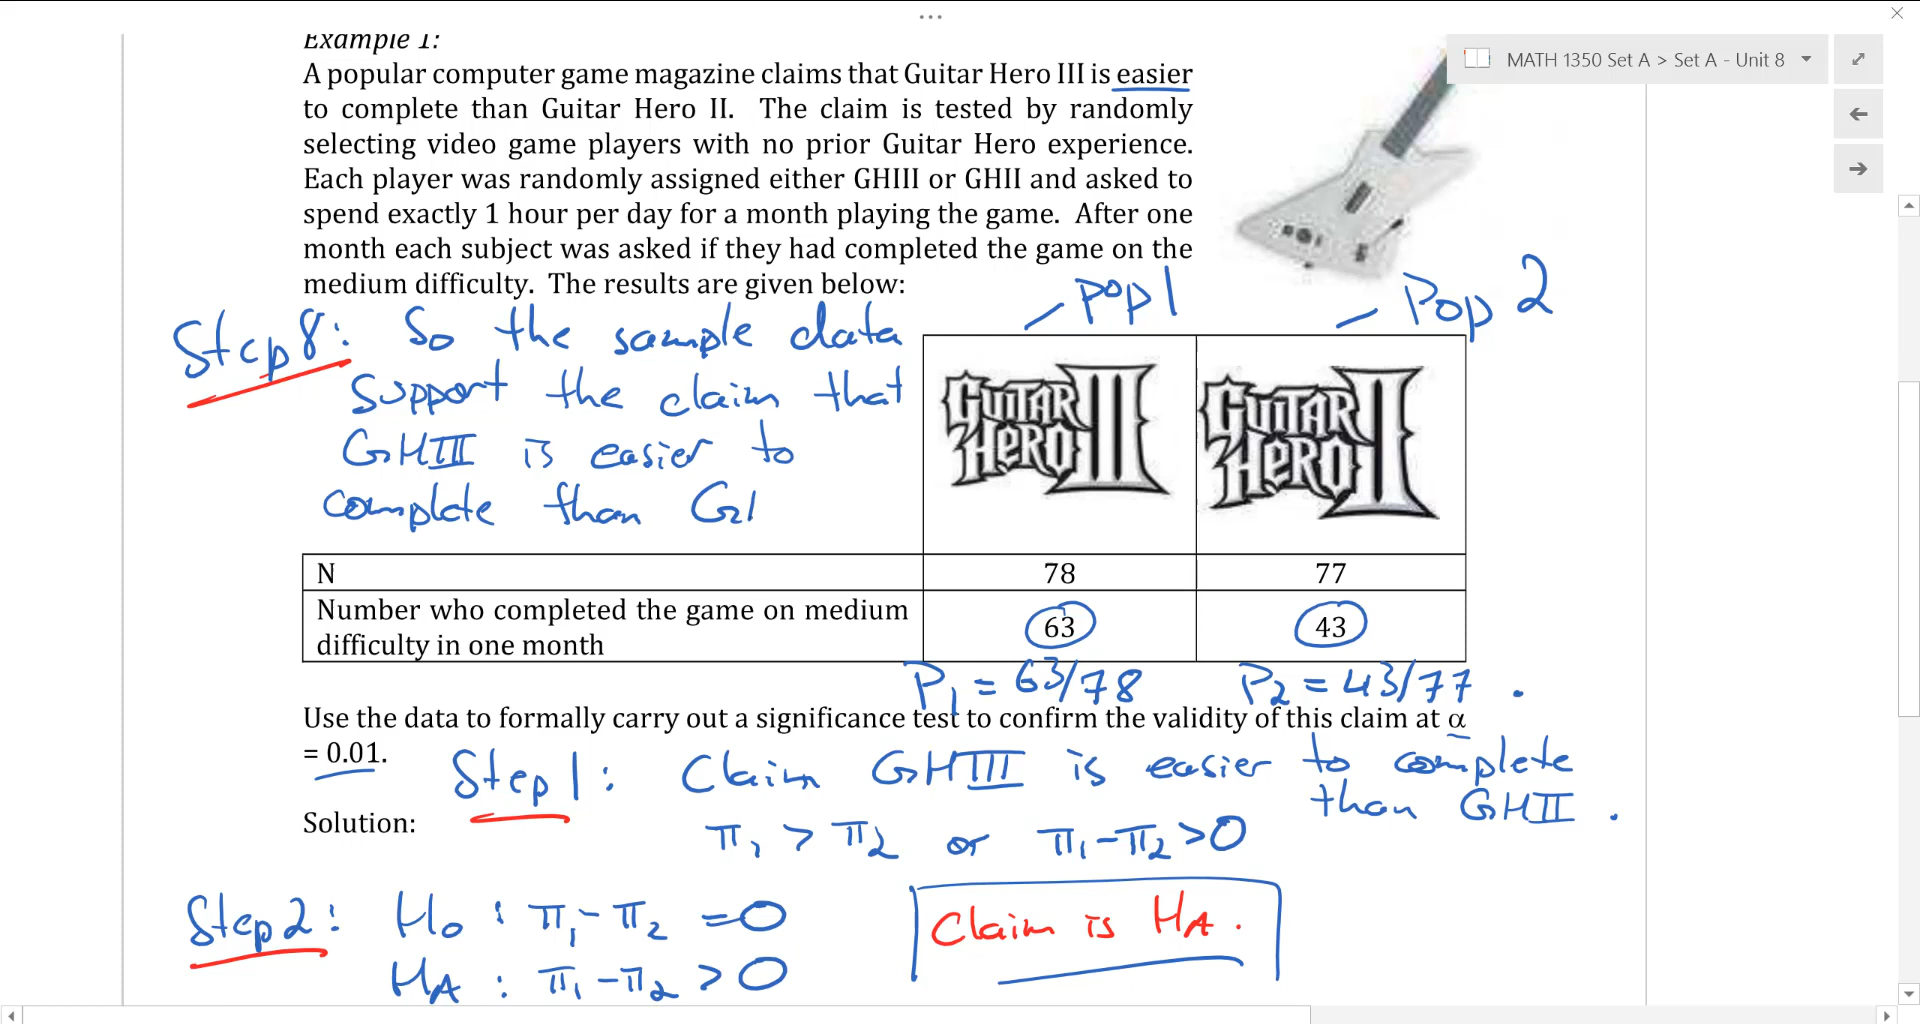 Example 1:
MATH 1350 Set A > Set A - Unit 8
A popular computer game magazine claims that Guitar Hero III is easier
to complete than Guitar Hero II. The claim is tested by randomly
selecting video game players with no prior Guitar Hero experience.
Each player was randomly assigned either GHIII or GHII and asked to
spend exactly 1 hour per day for a month playing the game. After one
month each subject was asked if they had completed the game on the
medium difficulty. The results are given below:
Pop 1
Pop 2
Step 8: So the sample data
support the claim that
GHIII is easier to
complete than GH
GUITAR HERO III
GUITAR HERO II
N 78 77
Number who completed the game on medium
difficulty in one month 63 43
P₁ = 63/78 P₂ = 43/77 .
Use the data to formally carry out a significance test to confirm the validity of this claim at α
= 0.01.
Step 1: Claim GHIII is easier to complete
than GHII .
Solution:
π₁ > π₂ or π₁-π₂ >0
Step 2: H₀ : π₁-π₂ =0
Claim is HA .
HA : π₁-π₂ > 0